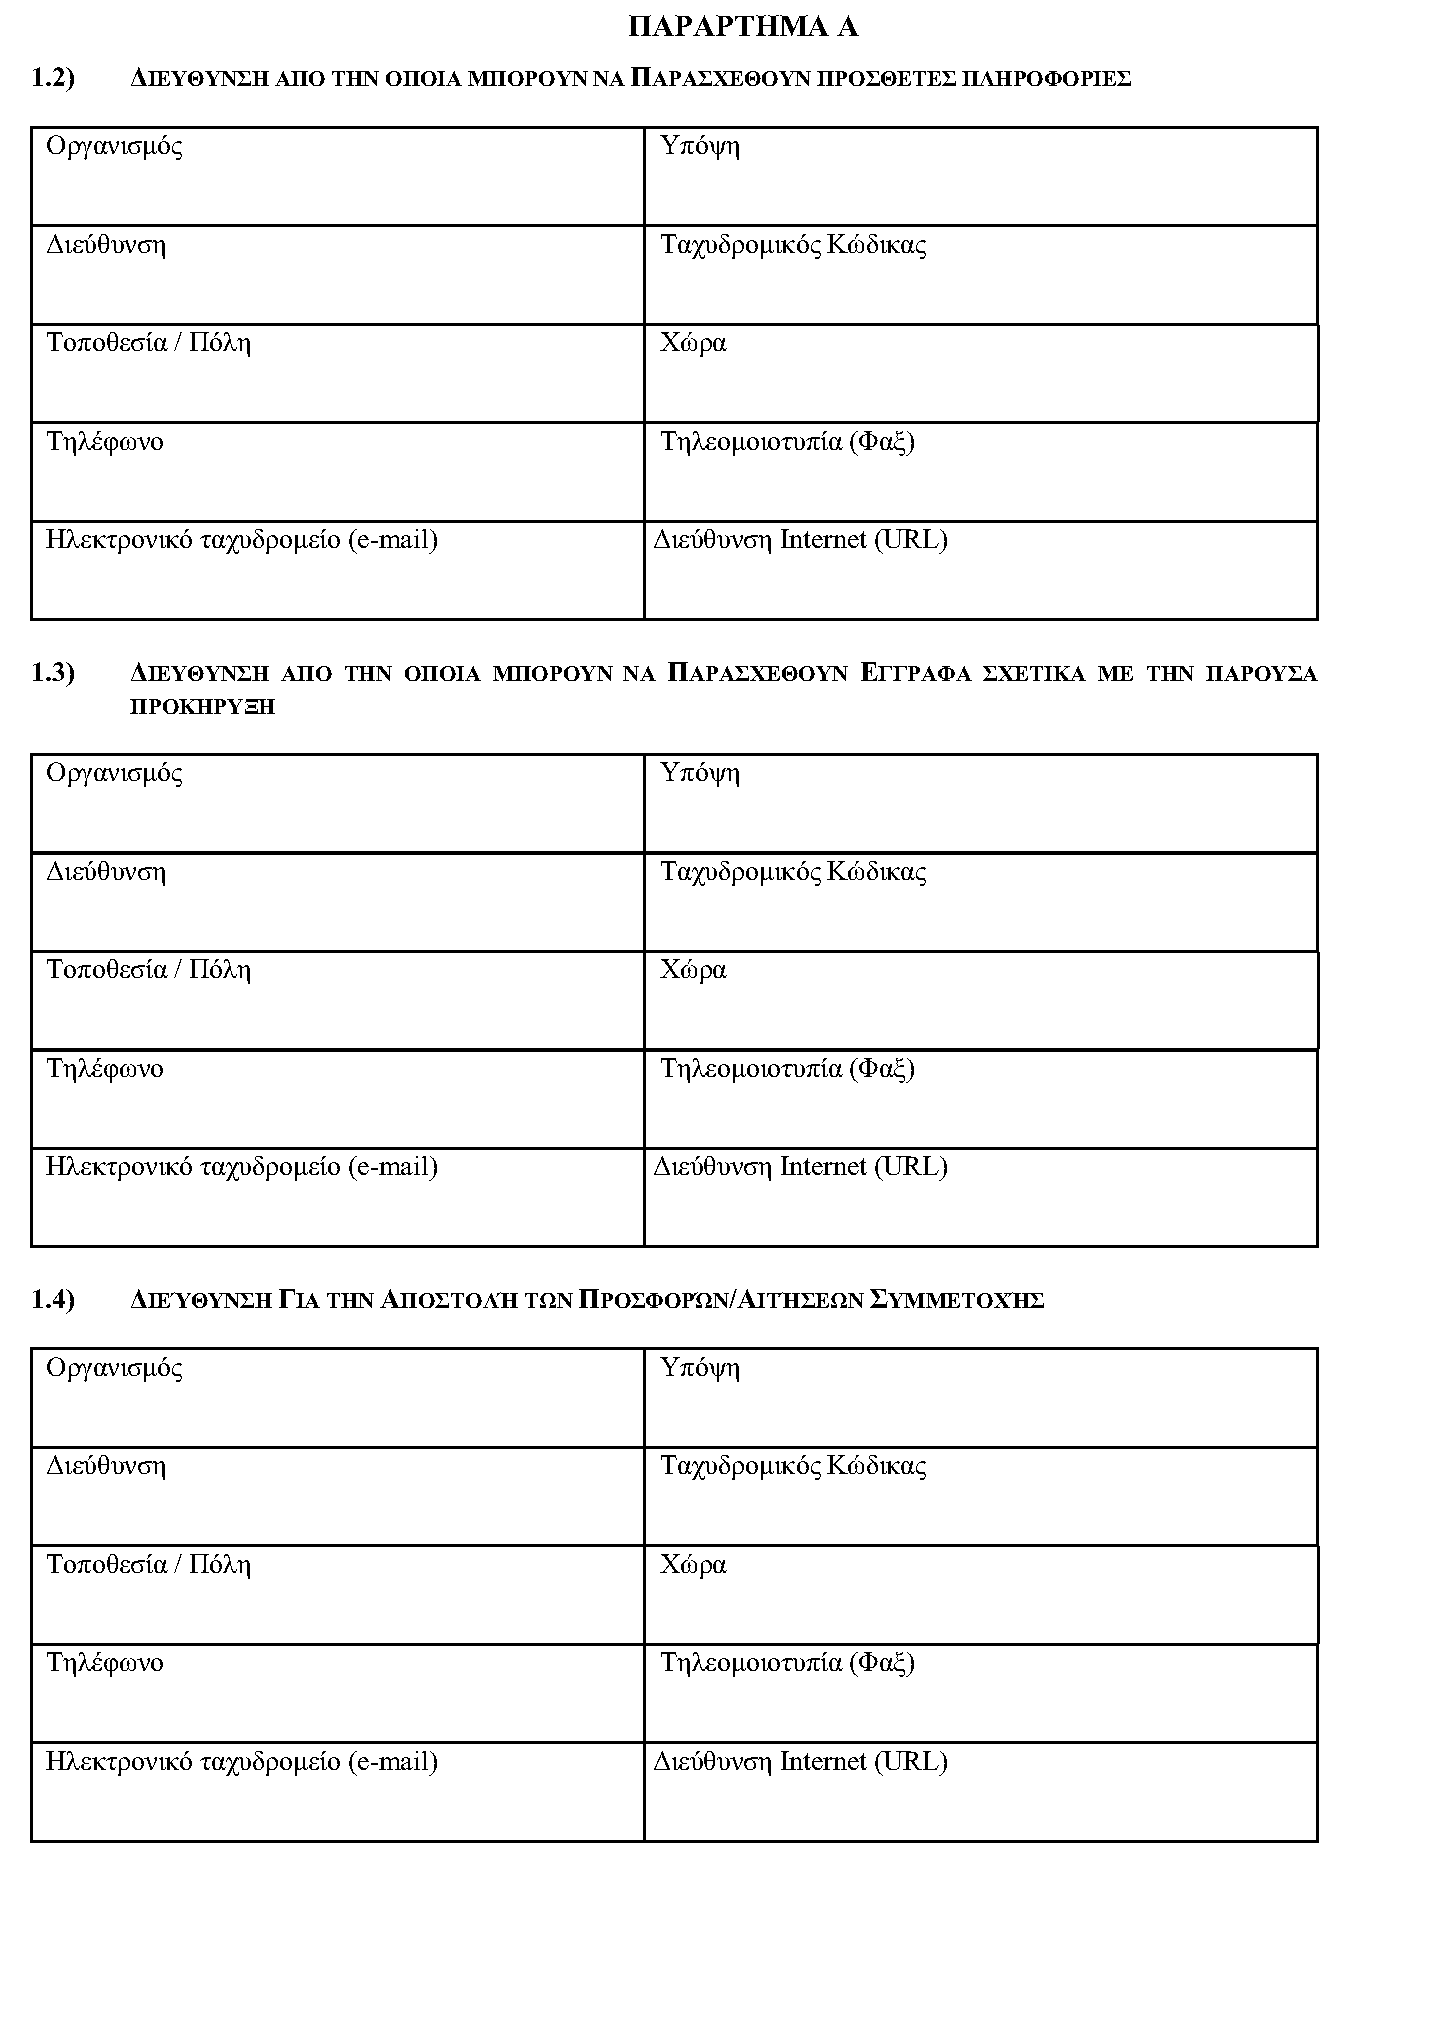 ΠΑΡΑΡΤΗΜΑ Α
1.2) ΔΙΕΥΘΥΝΣΗ ΑΠΟ ΤΗΝ ΟΠΟΙΑ ΜΠΟΡΟΥΝ ΝΑ ΠΑΡΑΣΧΕΘΟΥΝ ΠΡΟΣΘΕΤΕΣ ΠΛΗΡΟΦΟΡΙΕΣ
Οργανισμός Υπόψη
Διεύθυνση Ταχυδρομικός Κώδικας
Τοποθεσία / Πόλη Χώρα
Τηλέφωνο Τηλεομοιοτυπία (Φαξ)
Ηλεκτρονικό ταχυδρομείο (e-mail) Διεύθυνση Internet (URL)
1.3) ΔΙΕΥΘΥΝΣΗ ΑΠΟ ΤΗΝ ΟΠΟΙΑ ΜΠΟΡΟΥΝ ΝΑ ΠΑΡΑΣΧΕΘΟΥΝ ΕΓΓΡΑΦΑ ΣΧΕΤΙΚΑ ΜΕ ΤΗΝ ΠΑΡΟΥΣΑ
ΠΡΟΚΗΡΥΞΗ
Οργανισμός Υπόψη
Διεύθυνση Ταχυδρομικός Κώδικας
Τοποθεσία / Πόλη Χώρα
Τηλέφωνο Τηλεομοιοτυπία (Φαξ)
Ηλεκτρονικό ταχυδρομείο (e-mail) Διεύθυνση Internet (URL)
1.4) ΔΙΕΎΘΥΝΣΗ ΓΙΑ ΤΗΝ ΑΠΟΣΤΟΛΉ ΤΩΝ ΠΡΟΣΦΟΡΏΝ/ΑΙΤΉΣΕΩΝ ΣΥΜΜΕΤΟΧΉΣ
Οργανισμός Υπόψη
Διεύθυνση Ταχυδρομικός Κώδικας
Τοποθεσία / Πόλη Χώρα
Τηλέφωνο Τηλεομοιοτυπία (Φαξ)
Ηλεκτρονικό ταχυδρομείο (e-mail) Διεύθυνση Internet (URL)